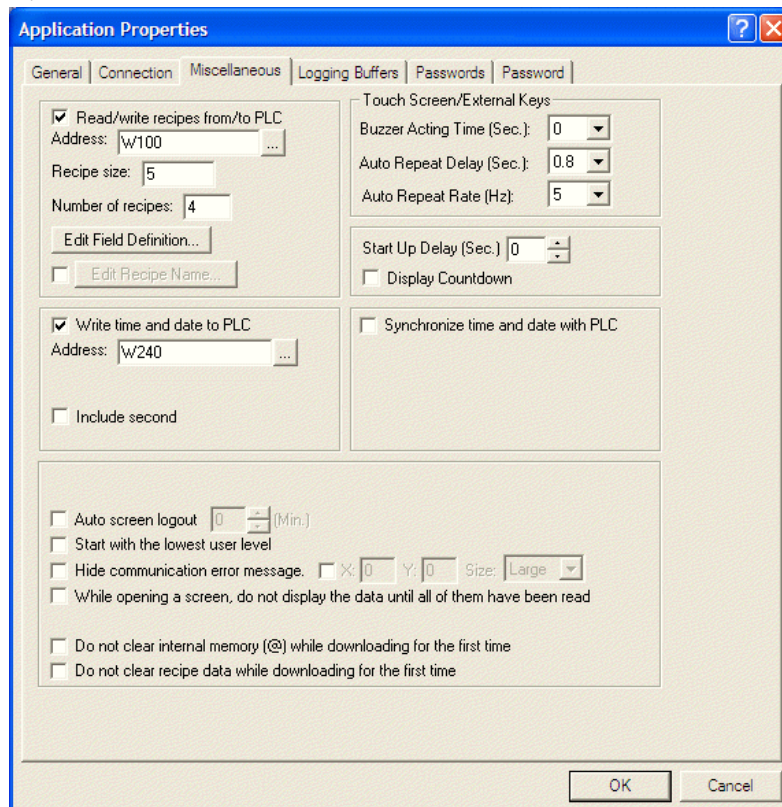 Application Properties
General Connection Miscellaneous Logging Buffers Passwords Password
Read/write recipes from/to PLC
Address: W100 ...
Recipe size: 5
Number of recipes: 4
Edit Field Definition...
Edit Recipe Name...
Touch Screen/External Keys
Buzzer Acting Time (Sec.): 0
Auto Repeat Delay (Sec.): 0.8
Auto Repeat Rate (Hz): 5
Start Up Delay (Sec.) 0
Display Countdown
Write time and date to PLC
Address: W240 ...
Include second
Synchronize time and date with PLC
Auto screen logout 0 (Min.)
Start with the lowest user level
Hide communication error message. X: 0 Y: 0 Size: Large
While opening a screen, do not display the data until all of them have been read
Do not clear internal memory (@) while downloading for the first time
Do not clear recipe data while downloading for the first time
OK Cancel